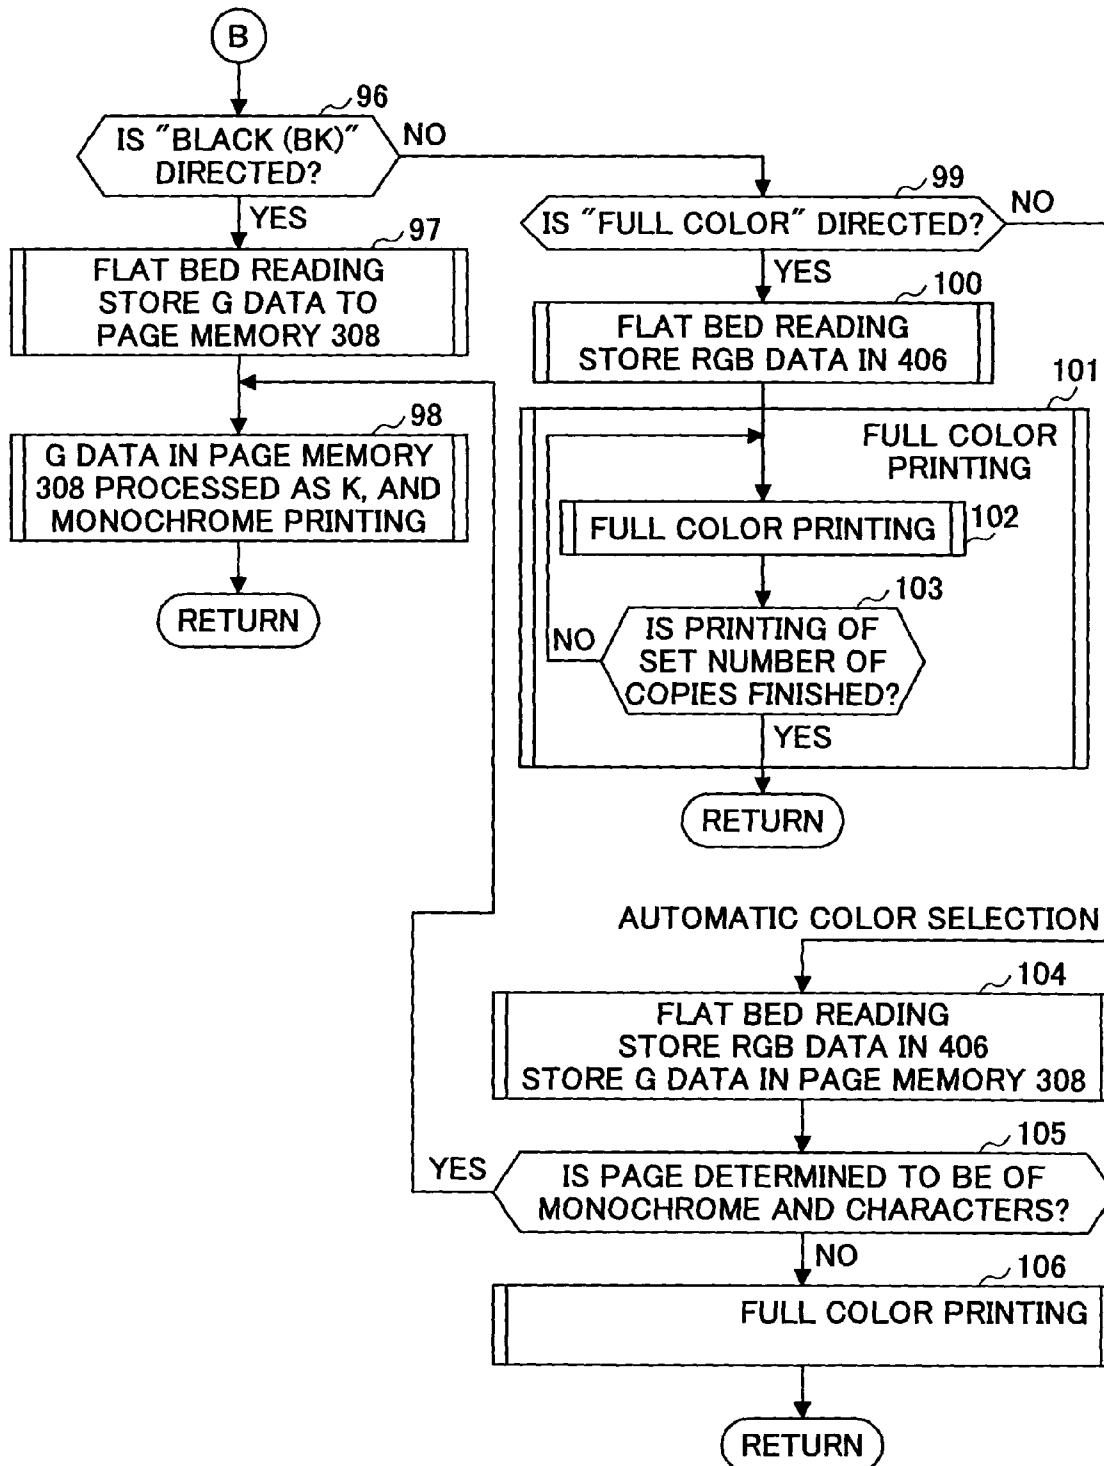 B
96
IS "BLACK (BK)"
DIRECTED?
NO
YES
97
FLAT BED READING
STORE G DATA TO
PAGE MEMORY 308
98
G DATA IN PAGE MEMORY
308 PROCESSED AS K, AND
MONOCHROME PRINTING
RETURN
99
IS "FULL COLOR" DIRECTED?
NO
YES
100
FLAT BED READING
STORE RGB DATA IN 406
101
FULL COLOR
PRINTING
FULL COLOR PRINTING
102
103
IS PRINTING OF
SET NUMBER OF
COPIES FINISHED?
NO
YES
RETURN
AUTOMATIC COLOR SELECTION
104
FLAT BED READING
STORE RGB DATA IN 406
STORE G DATA IN PAGE MEMORY 308
105
YES
IS PAGE DETERMINED TO BE OF
MONOCHROME AND CHARACTERS?
NO
106
FULL COLOR PRINTING
RETURN